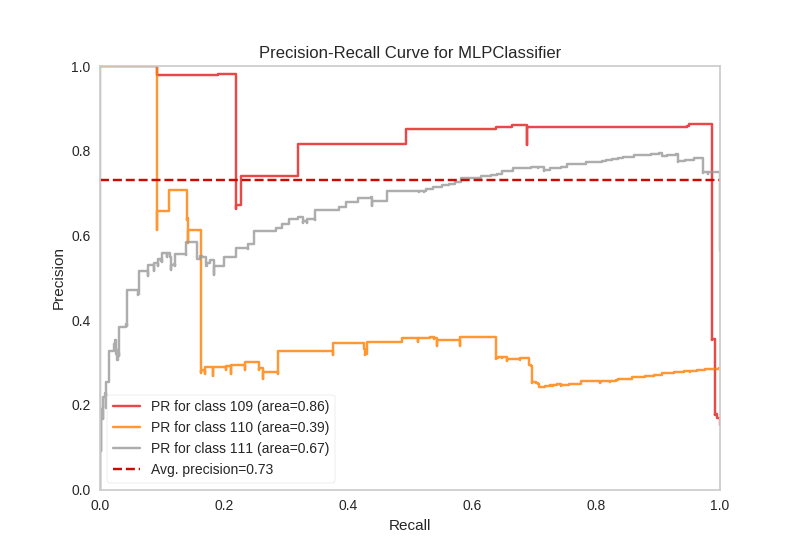 Precision-Recall Curve for MLPClassifier
1.0
0.8
0.6
0.4
0.2
0.0
Precision
PR for class 109 (area=0.86)
PR for class 110 (area=0.39)
PR for class 111 (area=0.67)
Avg. precision=0.73
0.0 0.2 0.4 0.6 0.8 1.0
Recall